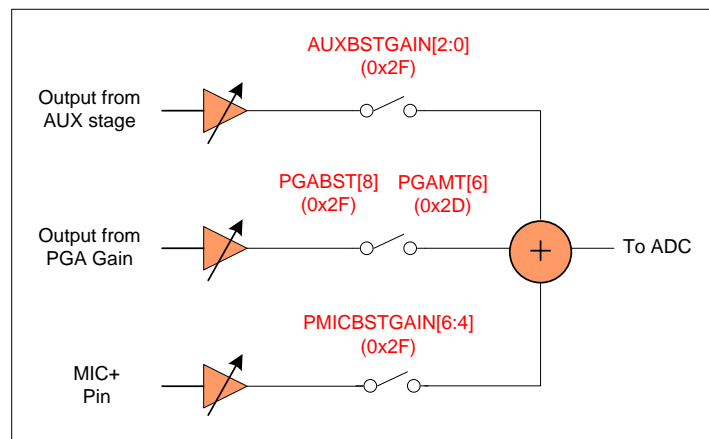 AUXBSTGAIN[2:0]
(0x2F)
Output from
AUX stage
PGABST[8] PGAMT[6]
(0x2F) (0x2D)
Output from
PGA Gain
+
To ADC
PMICBSTGAIN[6:4]
(0x2F)
MIC+
Pin